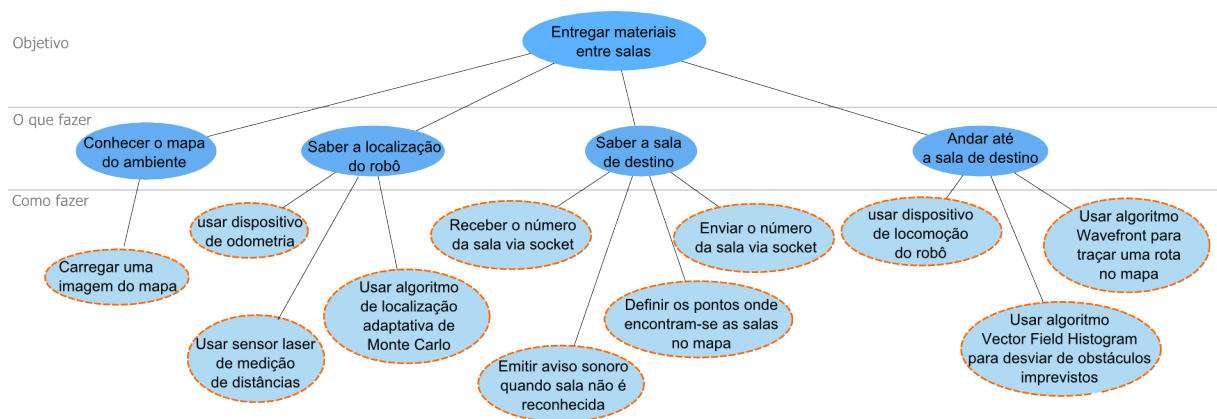 Objetivo
Entregar materiais
entre salas
O que fazer
Conhecer o mapa
do ambiente
Saber a localização
do robô
Saber a sala
de destino
Andar até
a sala de destino
Como fazer
Carregar uma
imagem do mapa
usar dispositivo
de odometria
Usar sensor laser
de medição
de distâncias
Usar algoritmo
de localização
adaptativa de
Monte Carlo
Receber o número
da sala via socket
Emitir aviso sonoro
quando sala não é
reconhecida
Definir os pontos onde
encontram-se as salas
no mapa
Enviar o número
da sala via socket
usar dispositivo
de locomoção
do robô
Usar algoritmo
Vector Field Histogram
para desviar de obstáculos
imprevistos
Usar algoritmo
Wavefront para
traçar uma rota
no mapa